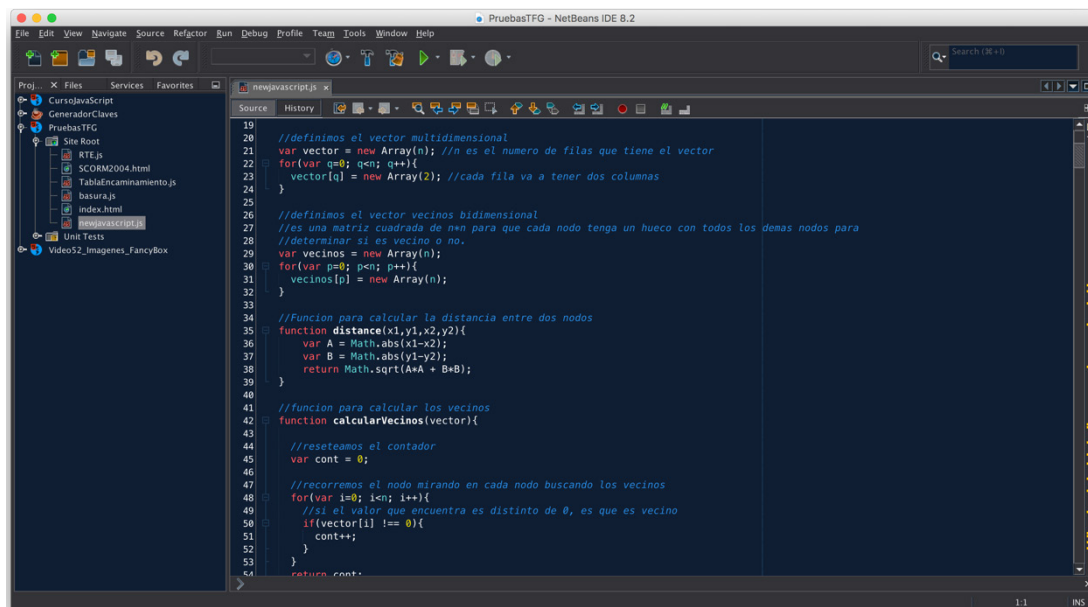 PruebasTFG - NetBeans IDE 8.2
File Edit View Navigate Source Refactor Run Debug Profile Team Tools Window Help
Search (⌘+I)
Proj... X Files Services Favorites
newjavascript.js x
CursoJavaScript
GeneradorClaves
PruebasTFG
Site Root
RTE.js
SCORM2004.html
TablaEncaminamiento.js
basura.js
index.html
newjavascript.js
Unit Tests
Video52_Imagenes_FancyBox
Source History
19
20 //definimos el vector multidimensional
21 var vector = new Array(n); //n es el numero de filas que tiene el vector
22 for(var q=0; q<n; q++){
23 vector[q] = new Array(2); //cada fila va a tener dos columnas
24 }
25
26 //definimos el vector vecinos bidimensional
27 //es una matriz cuadrada de n*n para que cada nodo tenga un hueco con todos los demas nodos para
28 //determinar si es vecino o no.
29 var vecinos = new Array(n);
30 for(var p=0; p<n; p++){
31 vecinos[p] = new Array(n);
32 }
33
34 //Funcion para calcular la distancia entre dos nodos
35 function distance(x1,y1,x2,y2){
36 var A = Math.abs(x1-x2);
37 var B = Math.abs(y1-y2);
38 return Math.sqrt(A*A + B*B);
39 }
40
41 //funcion para calcular los vecinos
42 function calcularVecinos(vector){
43
44 //reseteamos el contador
45 var cont = 0;
46
47 //recorremos el nodo mirando en cada nodo buscando los vecinos
48 for(var i=0; i<n; i++){
49 //si el valor que encuentra es distinto de 0, es que es vecino
50 if(vector[i] !== 0){
51 cont++;
52 }
53 }
54 return cont;
1:1 INS